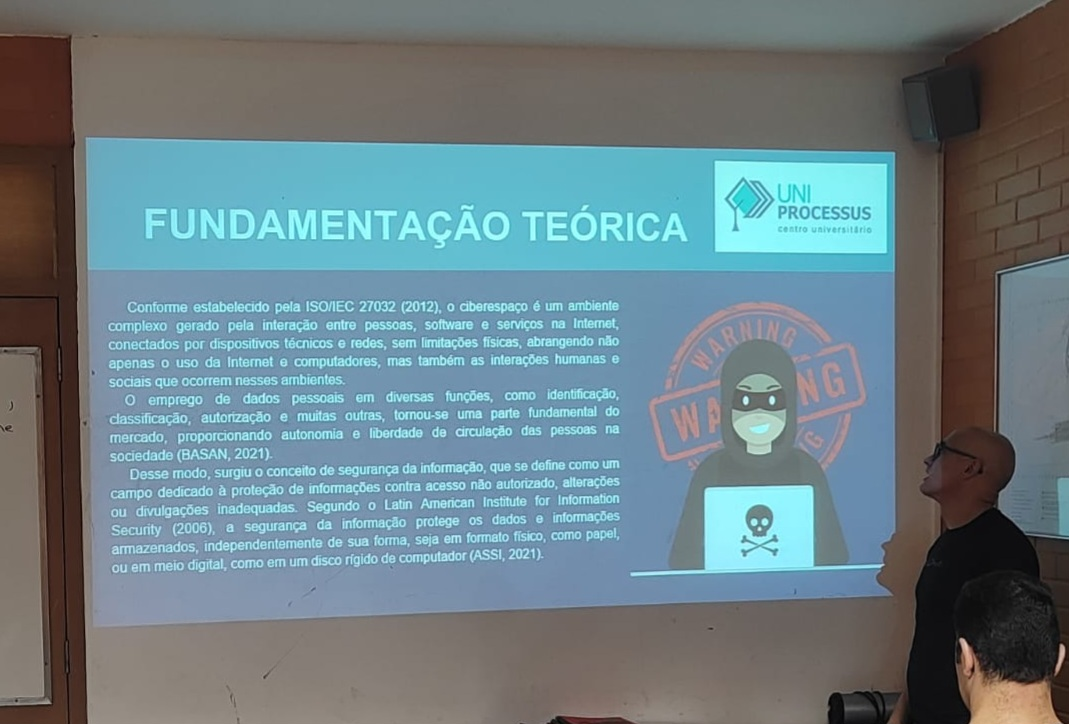 FUNDAMENTAÇÃO TEÓRICA
UNI
PROCESSUS
centro universitário
Conforme estabelecido pela ISO/IEC 27032 (2012), o ciberespaço é um ambiente
complexo gerado pela interação entre pessoas, software e serviços na Internet,
conectados por dispositivos técnicos e redes, sem limitações físicas, abrangendo não
apenas o uso da Internet e computadores, mas também as interações humanas e
sociais que ocorrem nesses ambientes.
O emprego de dados pessoais em diversas funções, como identificação,
classificação, autorização e muitas outras, tornou-se uma parte fundamental do
mercado, proporcionando autonomia e liberdade de circulação das pessoas na
sociedade (BASAN, 2021).
Desse modo, surgiu o conceito de segurança da informação, que se define como um
campo dedicado à proteção de informações contra acesso não autorizado, alterações
ou divulgações inadequadas. Segundo o Latin American Institute for Information
Security (2006), a segurança da informação protege os dados e informações
armazenados, independentemente de sua forma, seja em formato físico, como papel,
ou em meio digital, como em um disco rígido de computador (ASSI, 2021).
WARNING
WA NG
NG